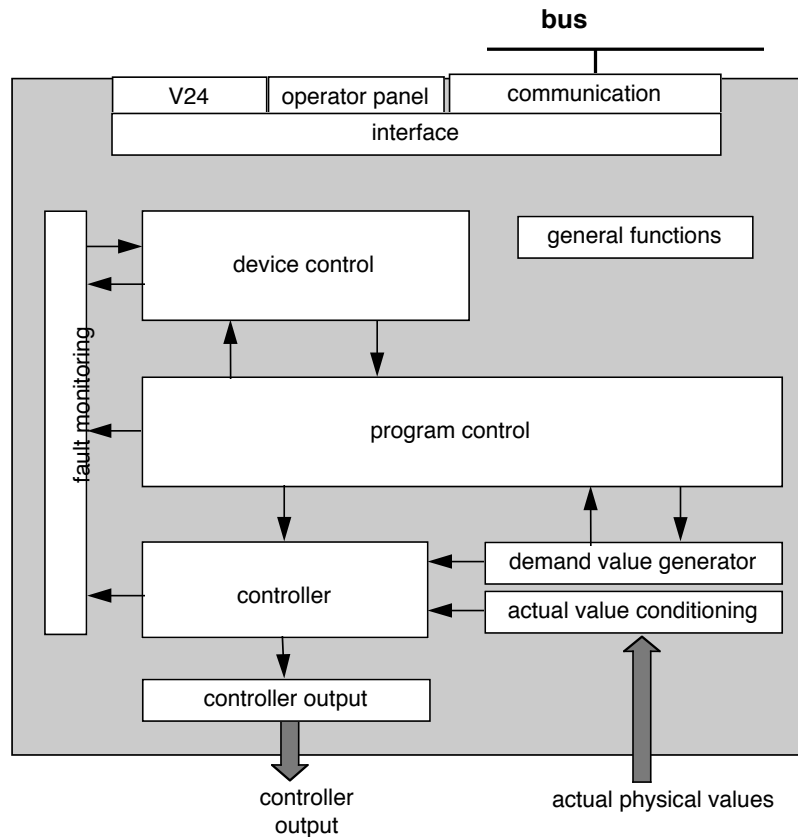 bus
V24
operator panel
communication
interface
general functions
device control
fault monitoring
program control
demand value generator
controller
actual value conditioning
controller output
controller
output
actual physical values